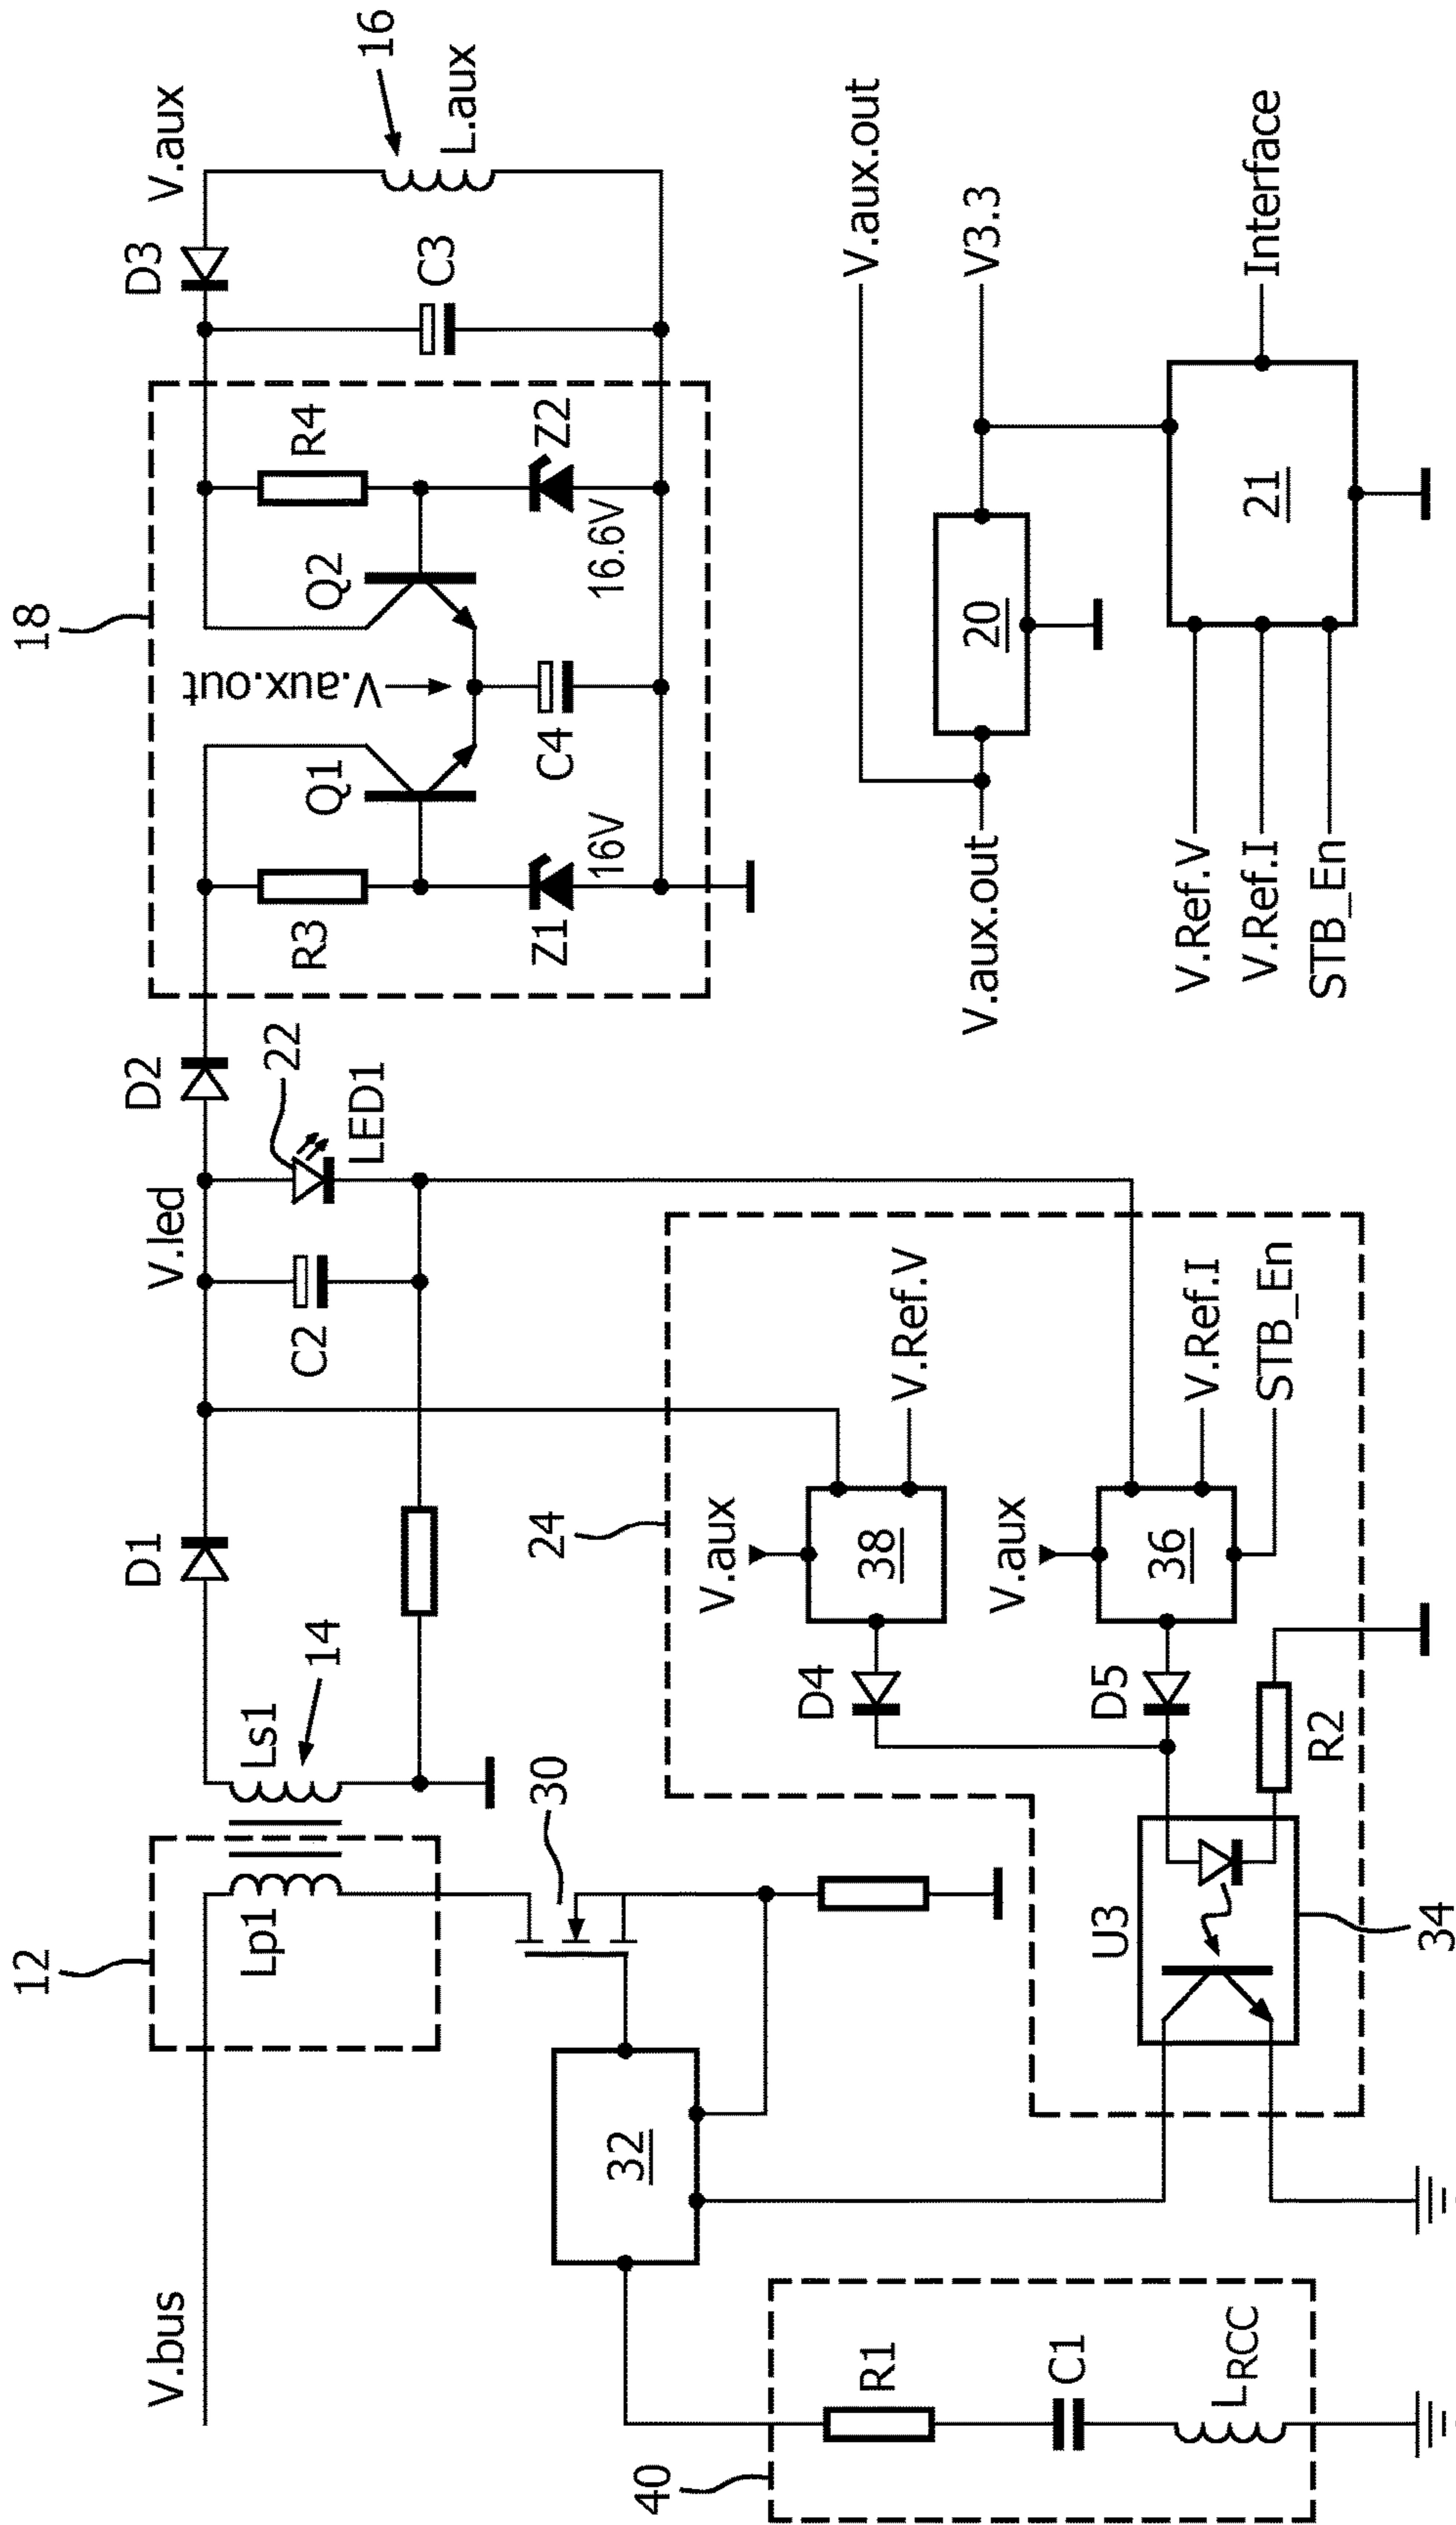 V.bus
12
Lp1
Ls1
14
D1
V.led
C2
22
LED1
D2
18
R3
Q1
Z1
16V
V.aux.out
C4
Q2
R4
Z2
16.6V
D3
C3
V.aux
16
L.aux
30
32
40
R1
C1
LRCC
24
V.aux
38
V.Ref.V
D4
V.aux
36
V.Ref.I
STB_En
D5
R2
U3
34
V.aux.out
20
V.aux.out
V3.3
V.Ref.V
V.Ref.I
STB_En
21
Interface